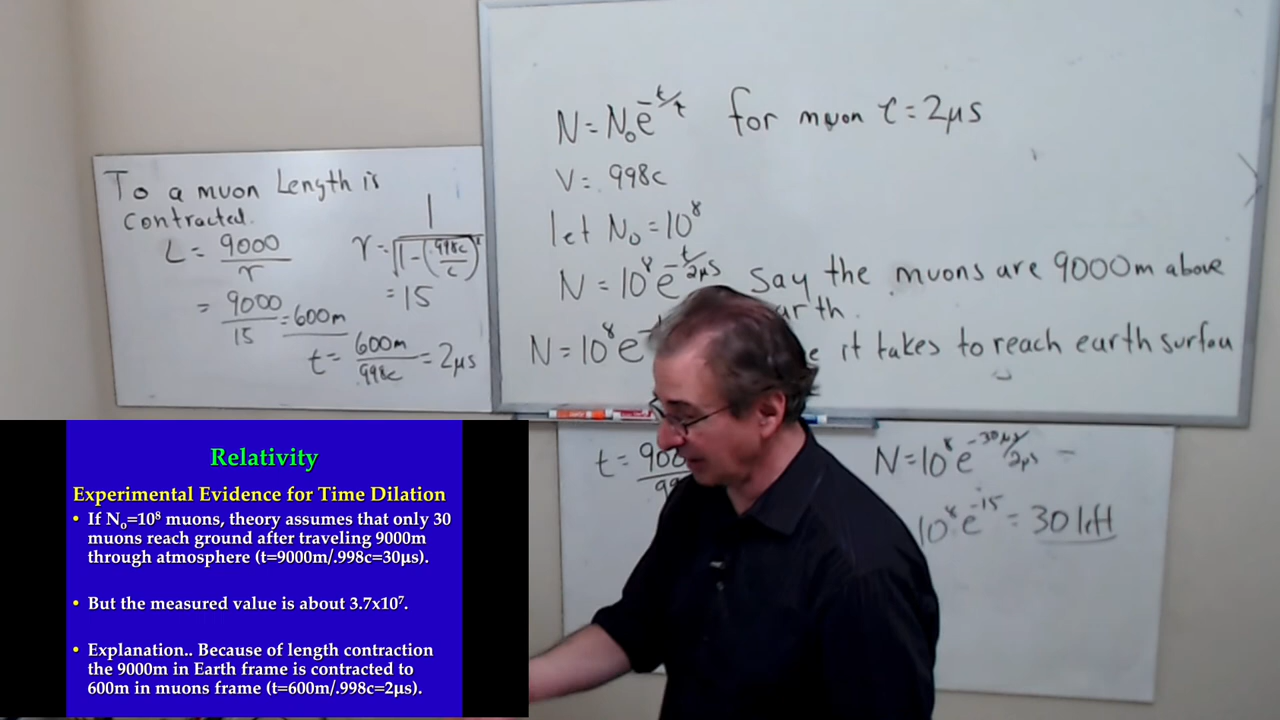 To a muon Length is
contracted.
L = 9000/γ
γ = 1/√(1-(.998c/c)²
= 9000/15 = 600m
= 15
t = 600m/.998c = 2μs
N = N₀e^-t/τ for muon τ = 2μs
V = .998c
let N₀ = 10⁸
N = 10⁸e^-t/2μs Say the muons are 9000m above
earth.
N = 10⁸e it takes to reach earth surfau
t = 900
N = 10⁸e^-30μs/2μs =
10⁸e^-15 = 30 left
Relativity
Experimental Evidence for Time Dilation
• If Nₒ=10⁸ muons, theory assumes that only 30
muons reach ground after traveling 9000m
through atmosphere (t=9000m/.998c=30μs).
• But the measured value is about 3.7x10⁷.
• Explanation.. Because of length contraction
the 9000m in Earth frame is contracted to
600m in muons frame (t=600m/.998c=2μs).